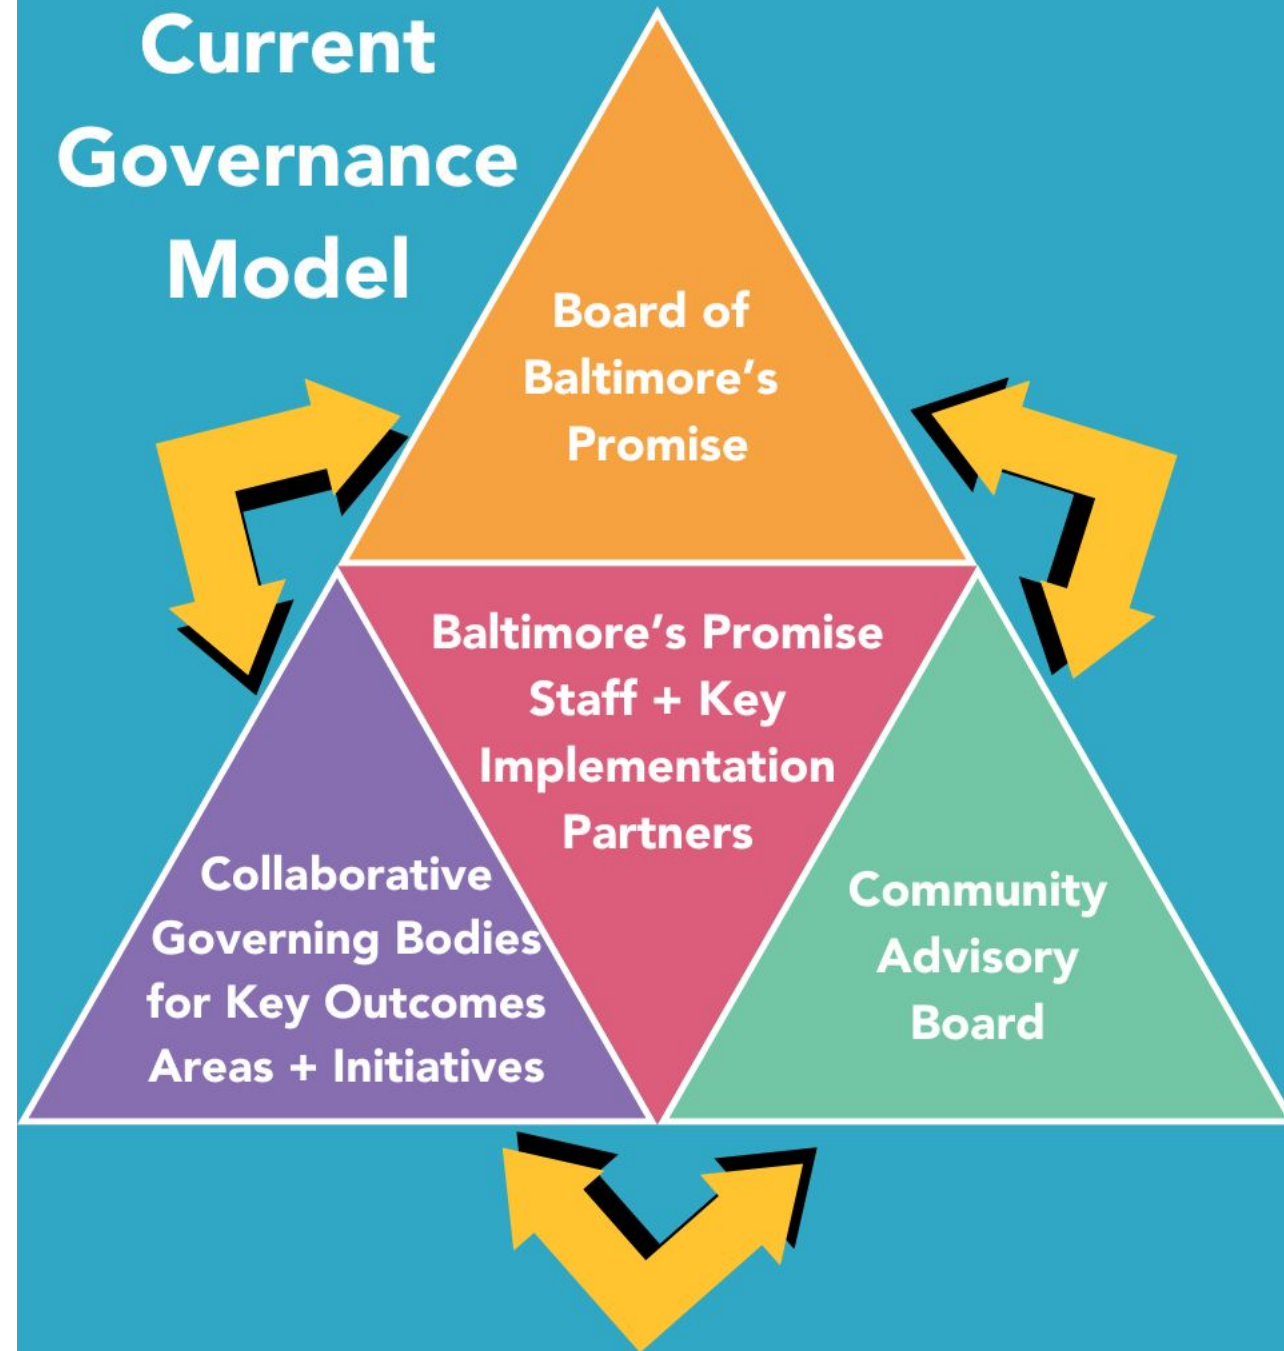 Current
Governance
Model
Board of
Baltimore’s
Promise
Baltimore’s Promise
Staff + Key
Implementation
Partners
Collaborative
Governing Bodies
for Key Outcomes
Areas + Initiatives
Community
Advisory
Board